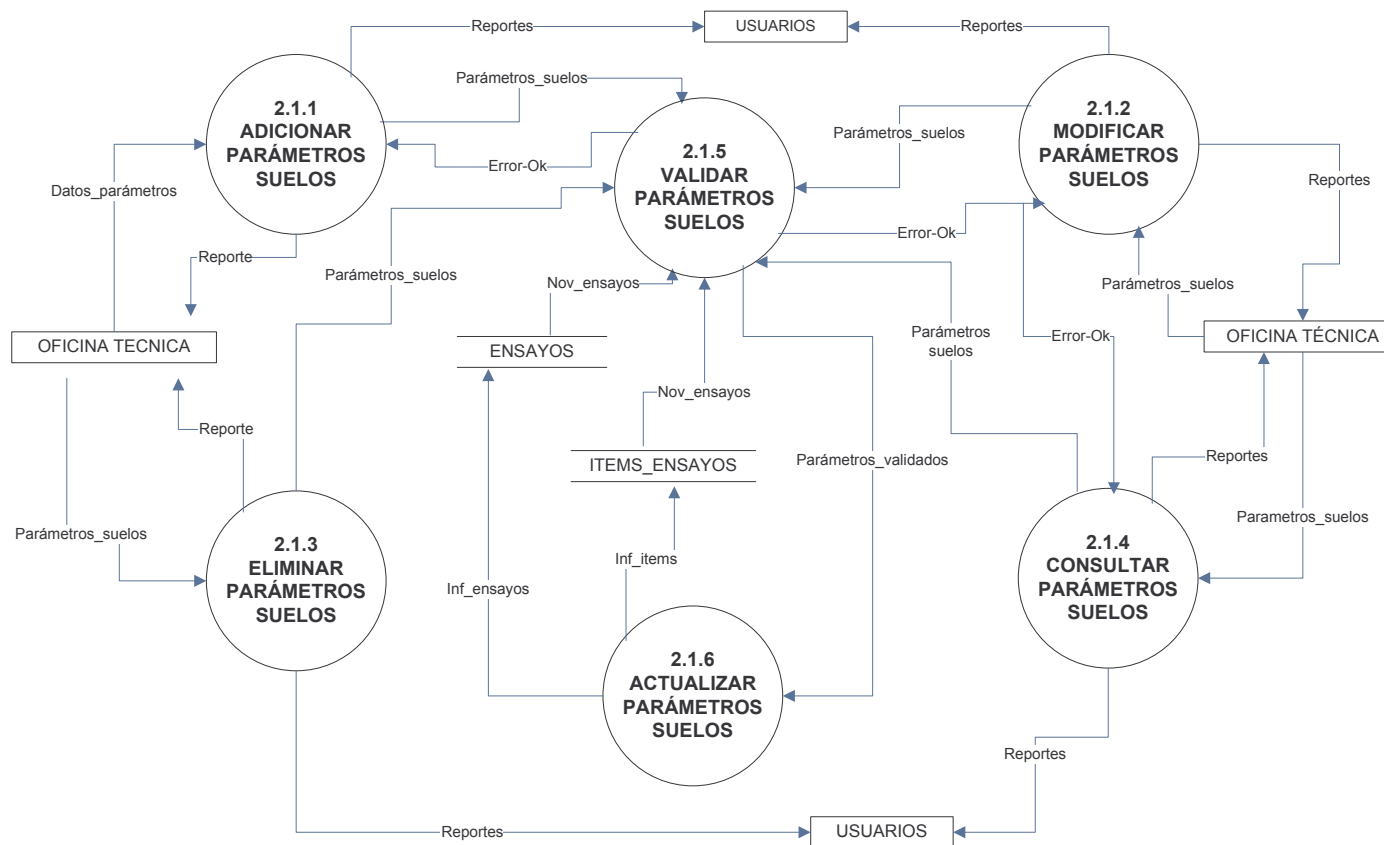 Reportes
USUARIOS
Reportes
2.1.1
ADICIONAR
PARÁMETROS
SUELOS
Parámetros_suelos
2.1.5
VALIDAR
PARÁMETROS
SUELOS
Parámetros_suelos
2.1.2
MODIFICAR
PARÁMETROS
SUELOS
Error-Ok
Datos_parámetros
Reportes
Error-Ok
Reporte
Parámetros_suelos
Nov_ensayos
Parámetros_suelos
OFICINA TECNICA
ENSAYOS
Parámetros
suelos
Error-Ok
OFICINA TÉCNICA
Nov_ensayos
Reporte
ITEMS_ENSAYOS
Parámetros_validados
Reportes
Parámetros_suelos
Parametros_suelos
2.1.3
ELIMINAR
PARÁMETROS
SUELOS
Inf_ensayos
Inf_items
2.1.4
CONSULTAR
PARÁMETROS
SUELOS
2.1.6
ACTUALIZAR
PARÁMETROS
SUELOS
Reportes
Reportes
USUARIOS